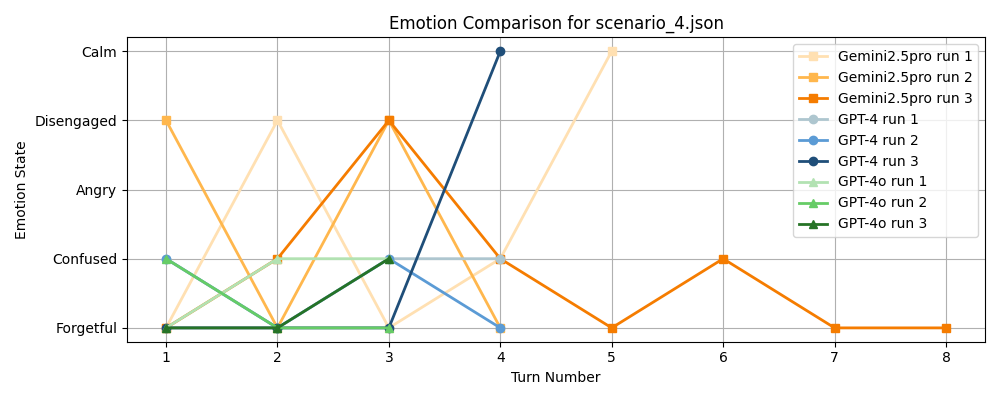 Emotion Comparison for scenario_4.json
Emotion State
Calm
Disengaged
Angry
Confused
Forgetful
Gemini2.5pro run 1
Gemini2.5pro run 2
Gemini2.5pro run 3
GPT-4 run 1
GPT-4 run 2
GPT-4 run 3
GPT-4o run 1
GPT-4o run 2
GPT-4o run 3
1 2 3 4 5 6 7 8
Turn Number